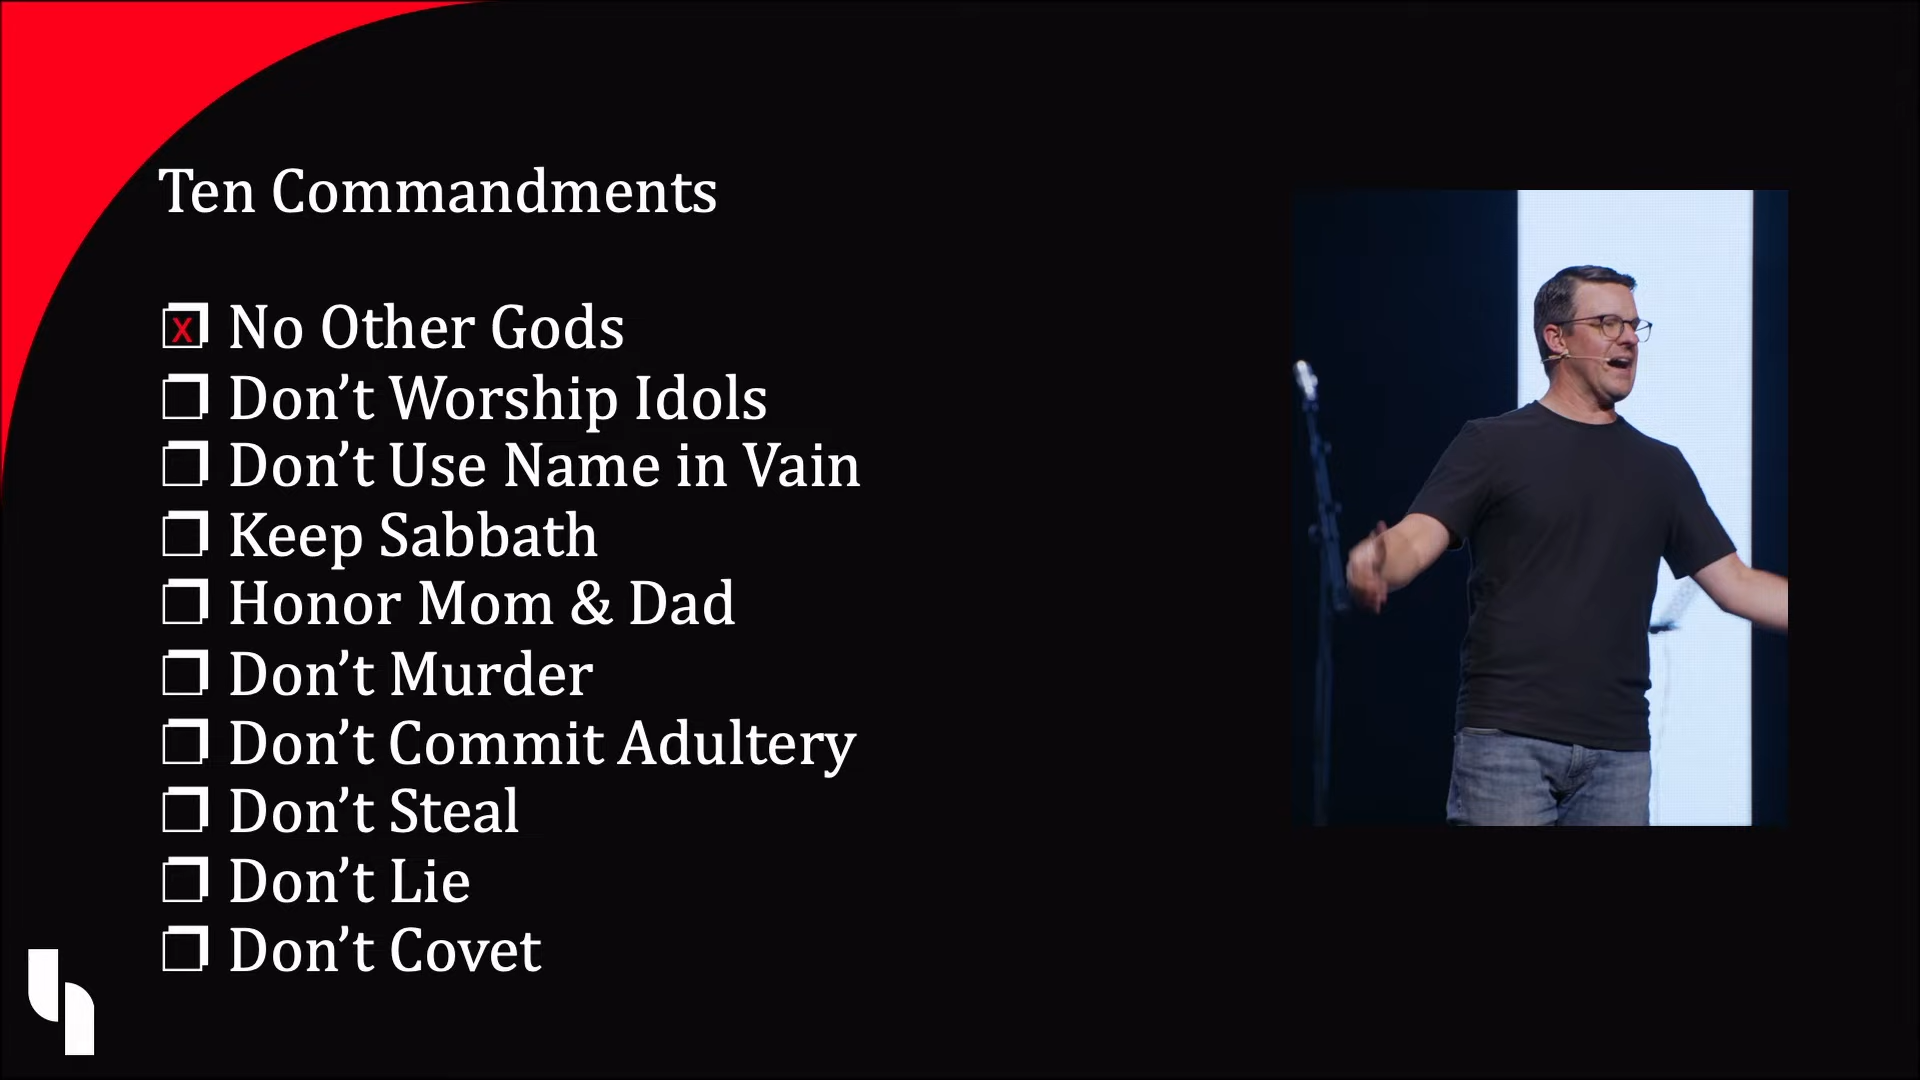 Ten Commandments
x No Other Gods
Don’t Worship Idols
Don’t Use Name in Vain
Keep Sabbath
Honor Mom & Dad
Don’t Murder
Don’t Commit Adultery
Don’t Steal
Don’t Lie
Don’t Covet